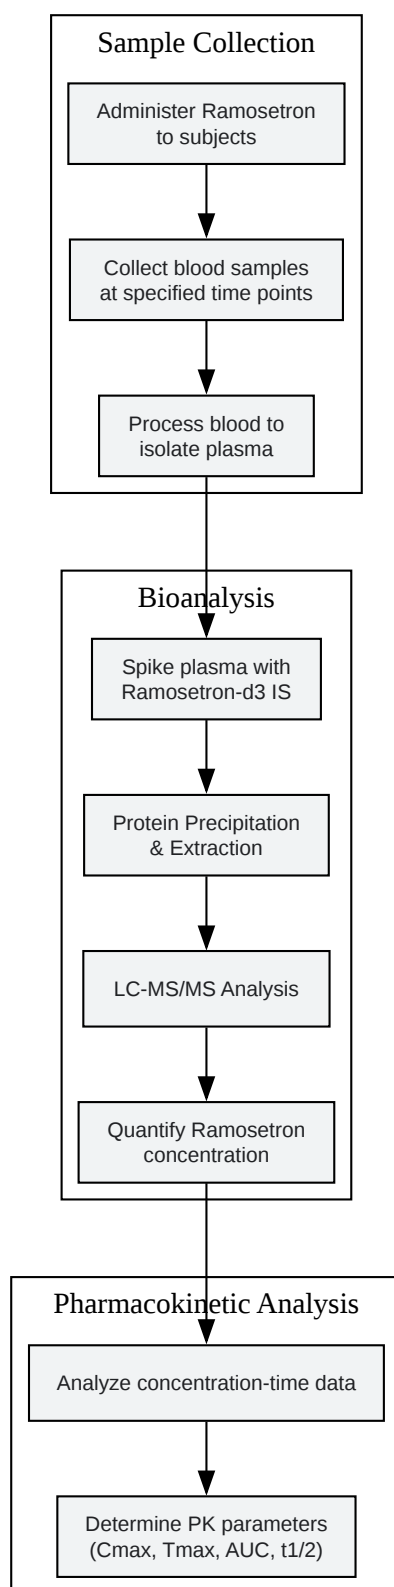 Sample Collection
Administer Ramosetron
to subjects
Collect blood samples
at specified time points
Process blood to
isolate plasma
Bioanalysis
Spike plasma with
Ramosetron-d3 IS
Protein Precipitation
& Extraction
LC-MS/MS Analysis
Quantify Ramosetron
concentration
Pharmacokinetic Analysis
Analyze concentration-time data
Determine PK parameters
(Cmax, Tmax, AUC, t1/2)